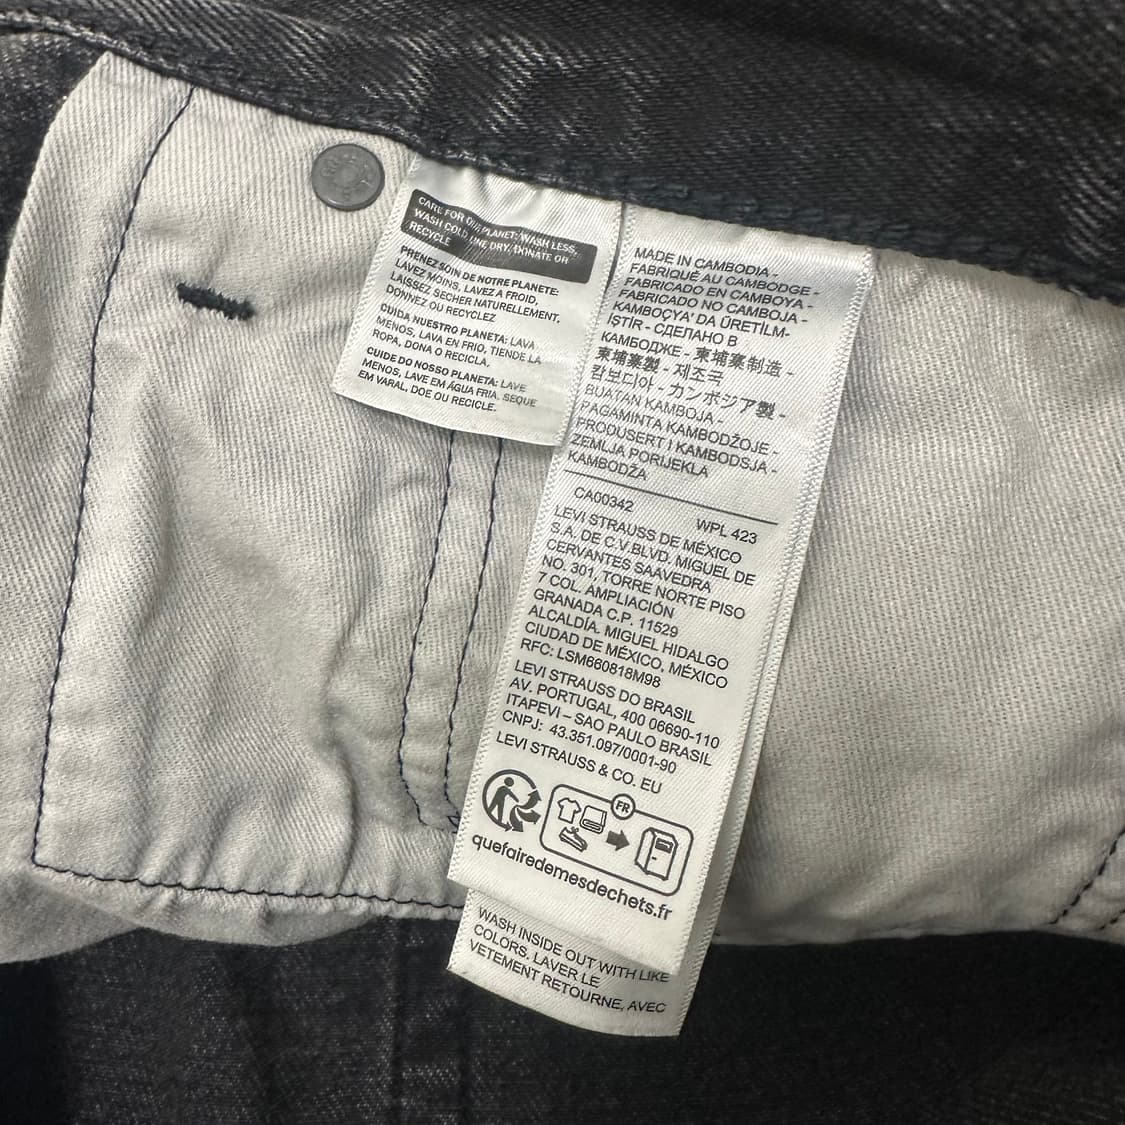 CARE FOR OUR PLANET: WASH LESS,
WASH COLD, LINE DRY, DONATE OR
RECYCLE
PRENEZ SOIN DE NOTRE PLANETE:
LAVEZ MOINS, LAVEZ A FROID,
LAISSEZ SECHER NATURELLEMENT,
DONNEZ OU RECYCLEZ
CUIDA NUESTRO PLANETA: LAVA
MENOS, LAVA EN FRIO, TIENDE LA
ROPA, DONA O RECICLA.
CUIDE DO NOSSO PLANETA: LAVE
MENOS, LAVE EM ÁGUA FRIA. SEQUE
EM VARAL, DOE OU RECICLE.
MADE IN CAMBODIA -
FABRIQUÉ AU CAMBODGE -
FABRICADO EN CAMBOYA -
FABRICADO NO CAMBOJA -
KAMBOÇYA' DA ÜRETİLM-
İŞTİR - СДЕЛАНО В
КАМБОДЖЕ - 柬埔寨制造 -
柬埔寨製 - 제조국
캄보디아 - カンボジア製 -
BUATAN KAMBOJA -
PAGAMINTA KAMBODŽOJE -
PRODUSERT I KAMBODSJA -
ZEMLJA PORIJEKLA
KAMBODŽA
CA00342 WPL 423
LEVI STRAUSS DE MÉXICO
S.A. DE C.V.BLVD. MIGUEL DE
CERVANTES SAAVEDRA
NO. 301, TORRE NORTE PISO
7 COL. AMPLIACIÓN
GRANADA C.P. 11529
ALCALDÍA. MIGUEL HIDALGO
CIUDAD DE MÉXICO, MÉXICO
RFC: LSM660818M98
LEVI STRAUSS DO BRASIL
AV. PORTUGAL, 400 06690-110
ITAPEVI – SAO PAULO BRASIL
CNPJ: 43.351.097/0001-90
LEVI STRAUSS & CO. EU
FR
quefairedemesdechets.fr
WASH INSIDE OUT WITH LIKE
COLORS, LAVER LE
VETEMENT RETOURNE, AVEC